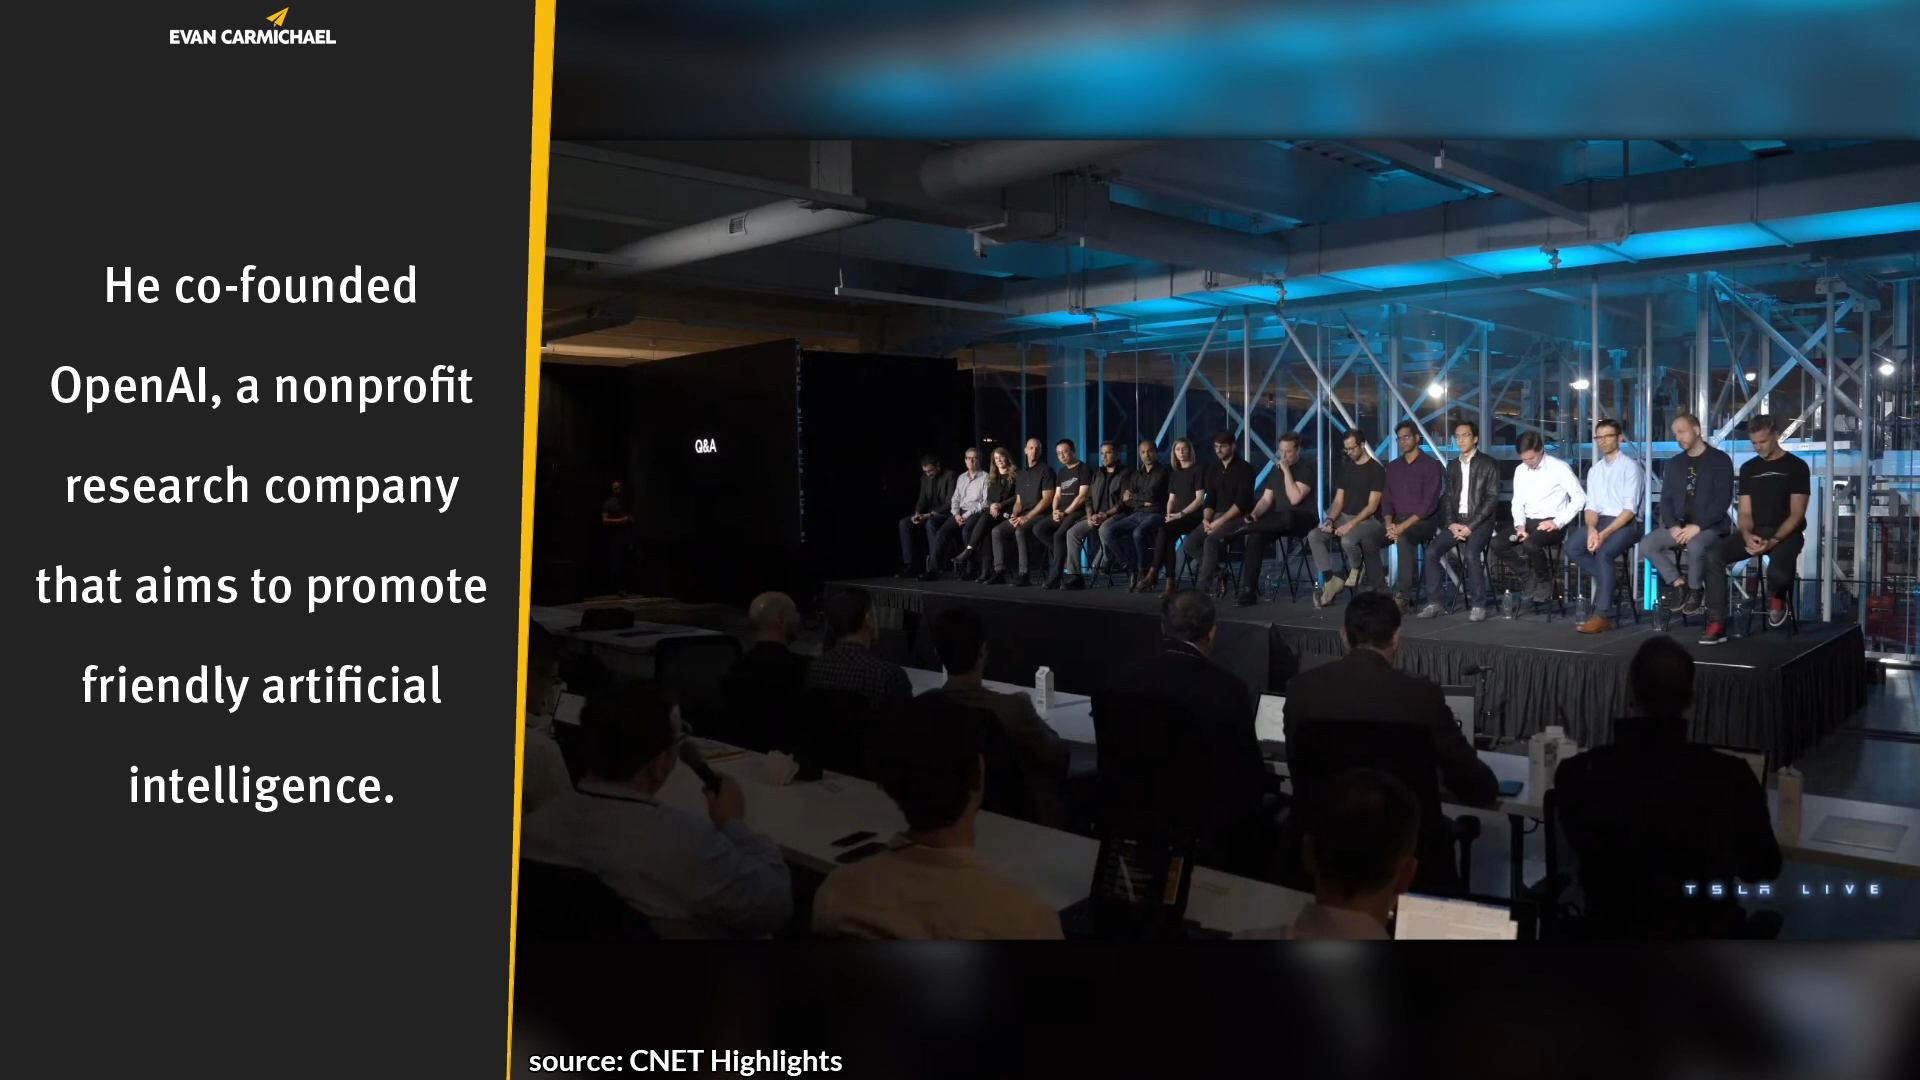 EVAN CARMICHAEL
He co-founded
OpenAI, a nonprofit
research company
that aims to promote
friendly artificial
intelligence.
Q&A
TSLA LIVE
source: CNET Highlights